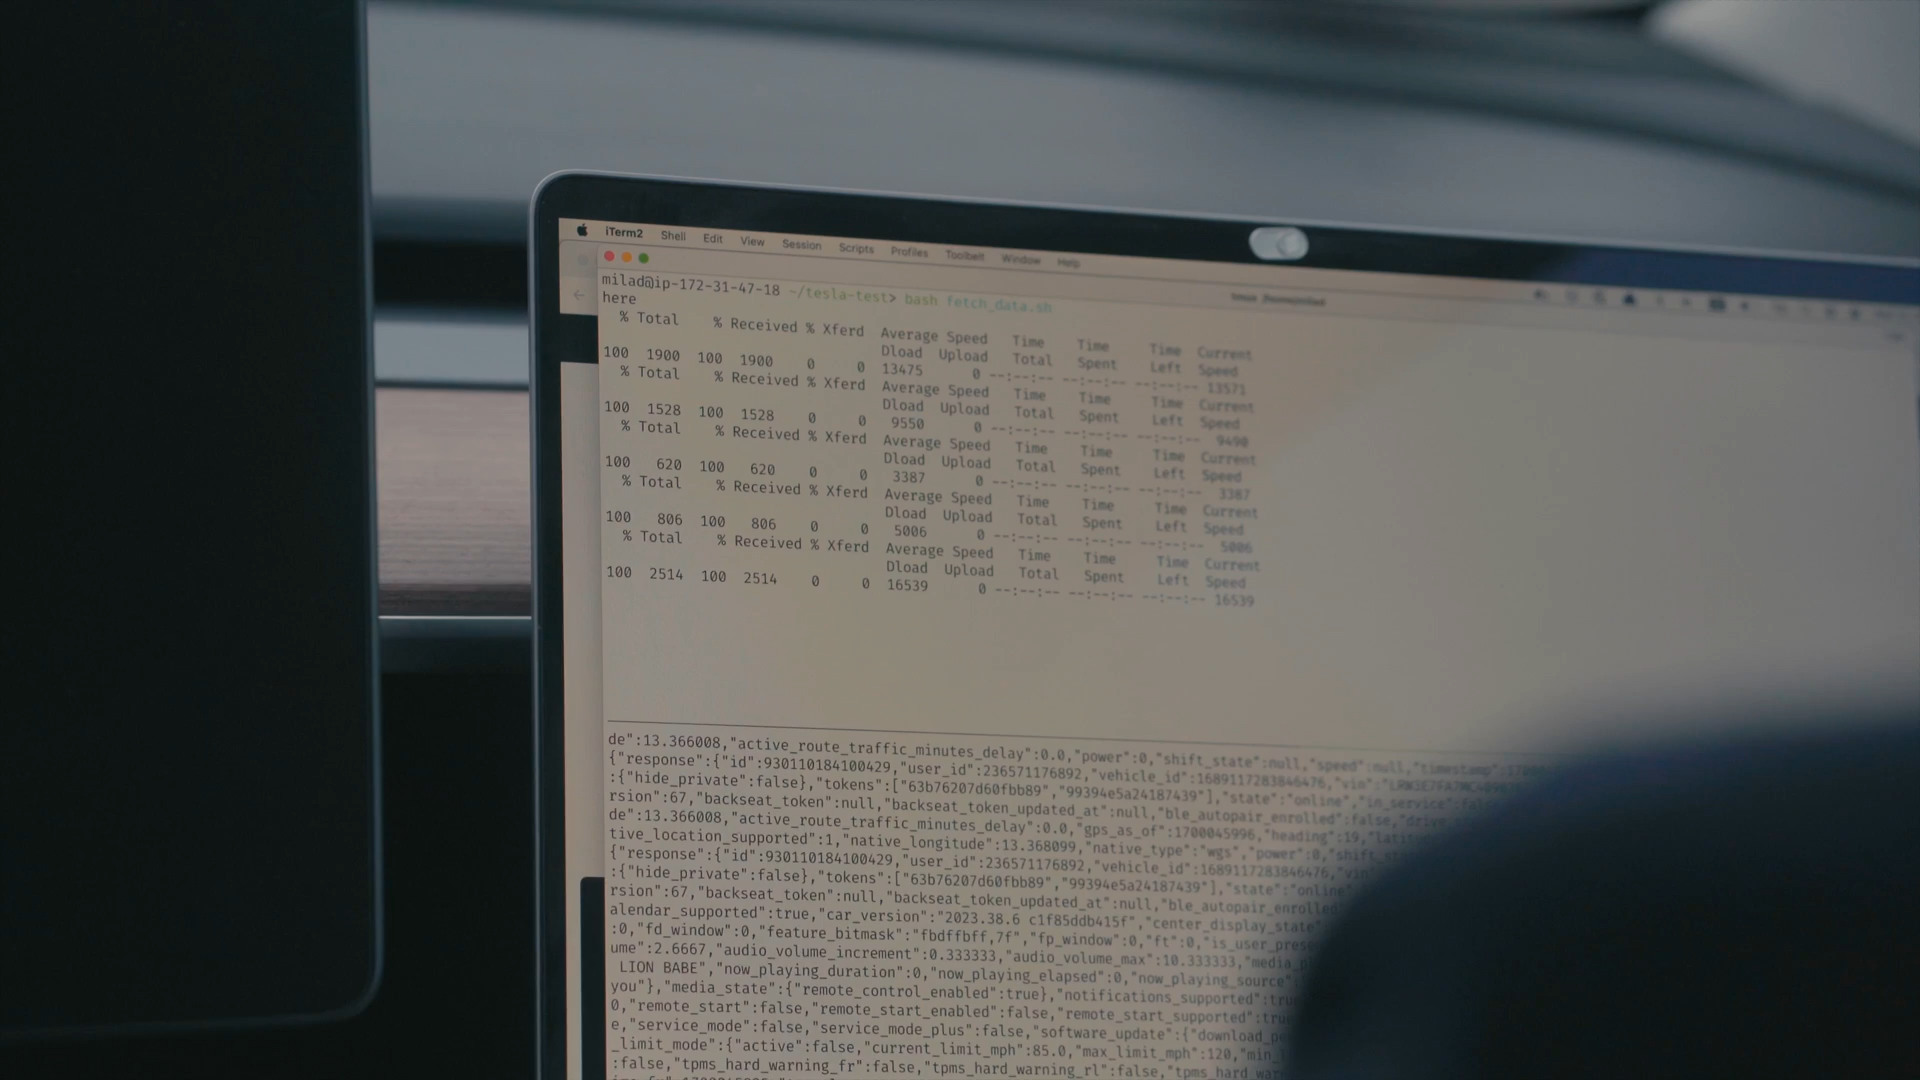 iTerm2 Shell Edit View Session Scripts Profiles Toolbelt Window Help
milad@ip-172-31-47-18 ~/tesla-test> bash fetch_data.sh
here
% Total % Received % Xferd Average Speed Time Time Time Current
Dload Upload Total Spent Left Speed
100 1900 100 1900 0 0 13475 0 --:--:-- --:--:-- --:--:-- 13571
% Total % Received % Xferd Average Speed Time Time Time Current
Dload Upload Total Spent Left Speed
100 1528 100 1528 0 0 9550 0 --:--:-- --:--:-- --:--:-- 9490
% Total % Received % Xferd Average Speed Time Time Time Current
Dload Upload Total Spent Left Speed
100 620 100 620 0 0 3387 0 --:--:-- --:--:-- --:--:-- 3387
% Total % Received % Xferd Average Speed Time Time Time Current
Dload Upload Total Spent Left Speed
100 806 100 806 0 0 5006 0 --:--:-- --:--:-- --:--:-- 5006
% Total % Received % Xferd Average Speed Time Time Time Current
Dload Upload Total Spent Left Speed
100 2514 100 2514 0 0 16539 0 --:--:-- --:--:-- --:--:-- 16539
de":13.366008,"active_route_traffic_minutes_delay":0.0,"power":0,"shift_state":null,"speed":null,"timestamp":
{"response":{"id":930110184100429,"user_id":236571176892,"vehicle_id":1689117283846476,"vin":
:{"hide_private":false},"tokens":["63b76207d60fbb89","99394e5a24187439"],"state":"online","in_service":
rsion":67,"backseat_token":null,"backseat_token_updated_at":null,"ble_autopair_enrolled":false,
de":13.366008,"active_route_traffic_minutes_delay":0.0,"gps_as_of":1700045996,"heading":19,
tive_location_supported":1,"native_longitude":13.368099,"native_type":"wgs","power":0,
{"response":{"id":930110184100429,"user_id":236571176892,"vehicle_id":1689117283846476,
:{"hide_private":false},"tokens":["63b76207d60fbb89","99394e5a24187439"],"state":"online"
rsion":67,"backseat_token":null,"backseat_token_updated_at":null,"ble_autopair_enrolled
alendar_supported":true,"car_version":"2023.38.6 c1f85ddb415f","center_display_state"
:0,"fd_window":0,"feature_bitmask":"fbdffbff,7f","fp_window":0,"ft":0,"is_user_pres
ume":2.6667,"audio_volume_increment":0.333333,"audio_volume_max":10.333333,"media_p
LION BABE","now_playing_duration":0,"now_playing_elapsed":0,"now_playing_source"
you"},"media_state":{"remote_control_enabled":true},"notifications_supported":tru
0,"remote_start":false,"remote_start_enabled":false,"remote_start_supported":true
e,"service_mode":false,"service_mode_plus":false,"software_update":{"download_pe
_limit_mode":{"active":false,"current_limit_mph":85.0,"max_limit_mph":120,"min_l
:false,"tpms_hard_warning_fr":false,"tpms_hard_warning_rl":false,"tpms_hard_war